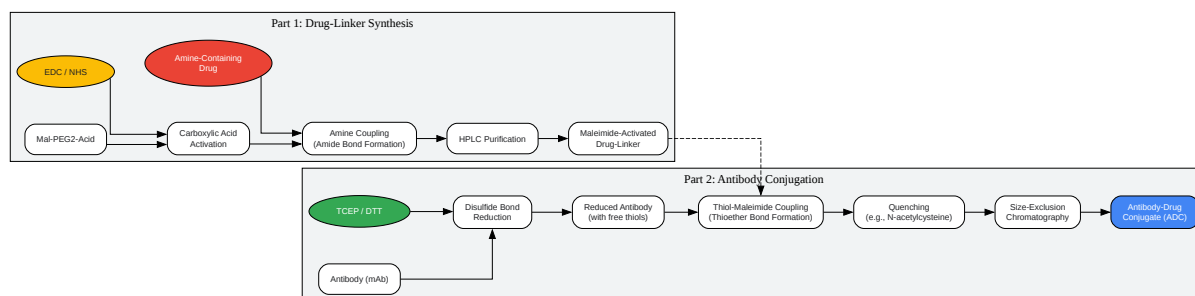 Part 1: Drug-Linker Synthesis
EDC / NHS
Amine-Containing
Drug
Mal-PEG2-Acid
Carboxylic Acid
Activation
Amine Coupling
(Amide Bond Formation)
HPLC Purification
Maleimide-Activated
Drug-Linker
Part 2: Antibody Conjugation
TCEP / DTT
Disulfide Bond
Reduction
Reduced Antibody
(with free thiols)
Thiol-Maleimide Coupling
(Thioether Bond Formation)
Quenching
(e.g., N-acetylcysteine)
Size-Exclusion
Chromatography
Antibody-Drug
Conjugate (ADC)
Antibody (mAb)